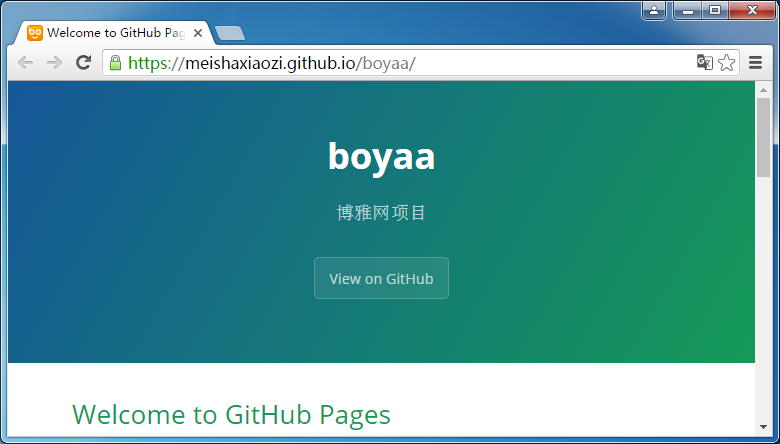 Welcome to GitHub Pag
https://meishaxiaozi.github.io/boyaa/
boyaa
博雅网项目
View on GitHub
Welcome to GitHub Pages